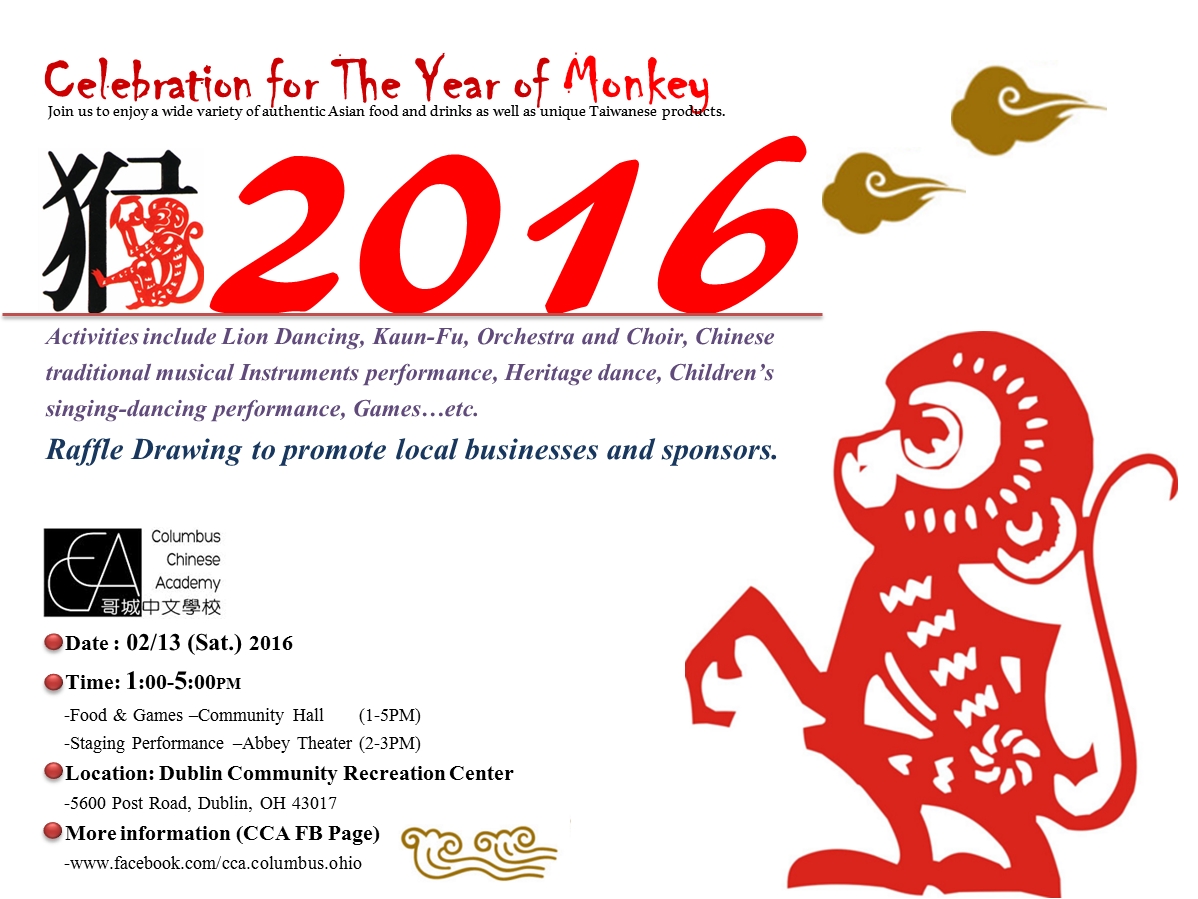 Celebration for The Year of Monkey
Join us to enjoy a wide variety of authentic Asian food and drinks as well as unique Taiwanese products.
猴 2016
Activities include Lion Dancing, Kaun-Fu, Orchestra and Choir, Chinese
traditional musical Instruments performance, Heritage dance, Children’s
singing-dancing performance, Games…etc.
Raffle Drawing to promote local businesses and sponsors.
CEA
Columbus
Chinese
Academy
哥城中文學校
Date : 02/13 (Sat.) 2016
Time: 1:00-5:00PM
-Food & Games –Community Hall (1-5PM)
-Staging Performance –Abbey Theater (2-3PM)
Location: Dublin Community Recreation Center
-5600 Post Road, Dublin, OH 43017
More information (CCA FB Page)
-www.facebook.com/cca.columbus.ohio